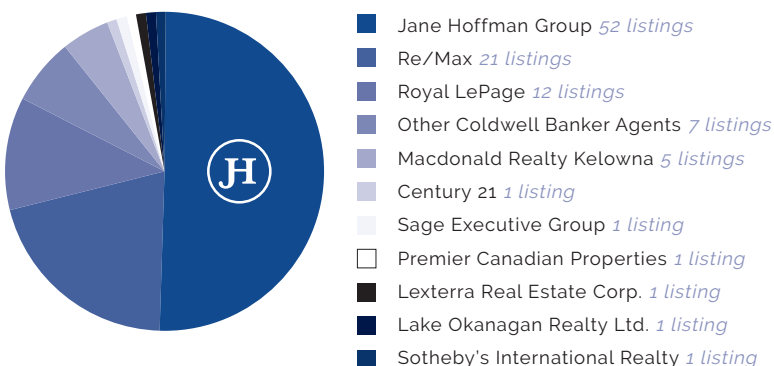 JH
Jane Hoffman Group 52 listings
Re/Max 21 listings
Royal LePage 12 listings
Other Coldwell Banker Agents 7 listings
Macdonald Realty Kelowna 5 listings
Century 21 1 listing
Sage Executive Group 1 listing
Premier Canadian Properties 1 listing
Lexterra Real Estate Corp. 1 listing
Lake Okanagan Realty Ltd. 1 listing
Sotheby's International Realty 1 listing